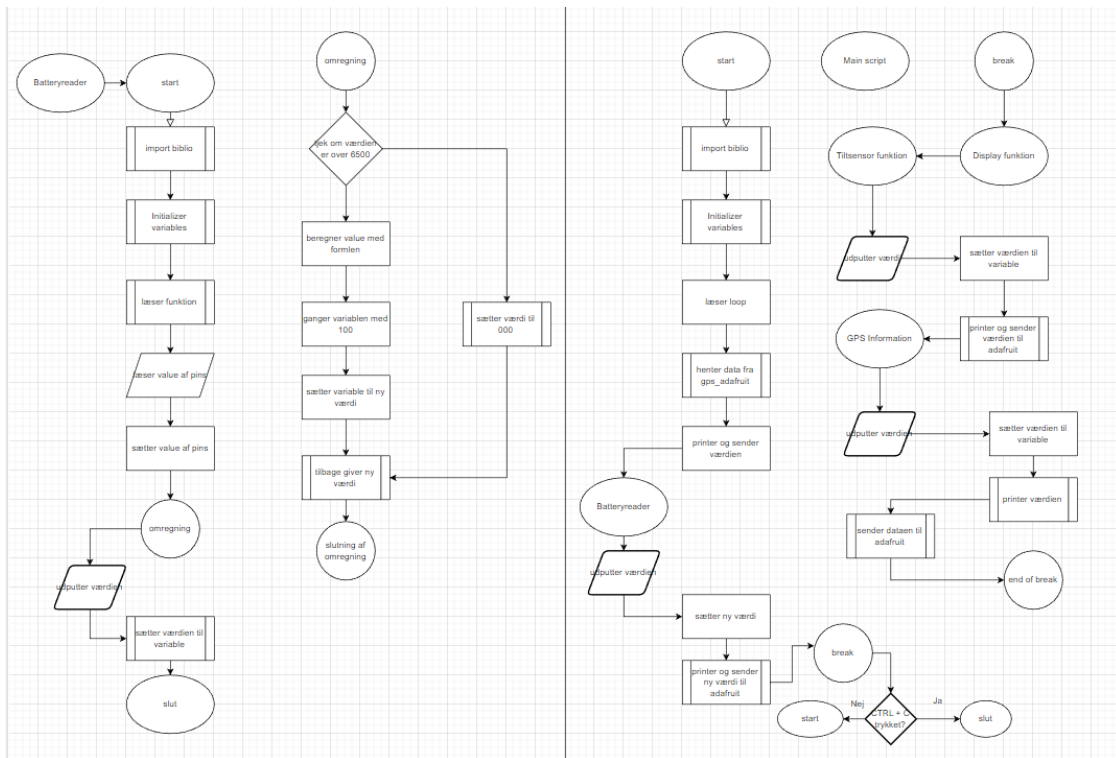 Batteryreader
start
import biblio
Initializer
variables
læser funktion
læser value af pins
sætter value af pins
omregning
udputter værdien
sætter værdien til
variable
slut
omregning
tjek om værdien
er over 6500
beregner value med
formlen
ganger variablen med
100
sætter værdi til
000
sætter variable til ny
værdi
tilbage giver ny
værdi
slutning af
omregning
start
import biblio
Initializer
variables
læser loop
henter data fra
gps_adafruit
printer og sender
værdien
Batteryreader
udputter værdien
sætter ny værdi
printer og sender
ny værdi til
adafruit
break
CTRL + C
trykket?
Nej
Ja
start
slut
Main script
break
Display funktion
Tiltsensor funktion
udputter værdi
sætter værdien til
variable
printer og sender
værdien til
adafruit
GPS Information
udputter værdien
sætter værdien til
variable
printer værdien
sender dataen til
adafruit
end of break